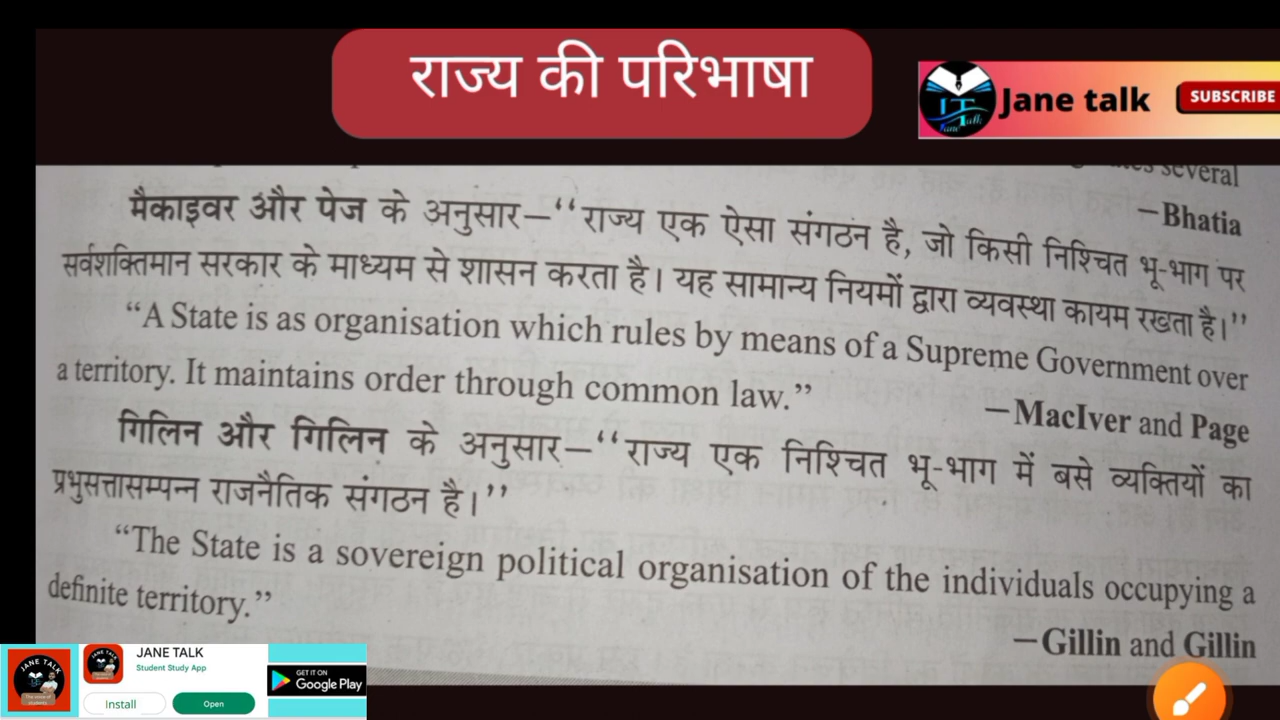 राज्य की परिभाषा
Jane talk
SUBSCRIBE
several
—Bhatia
मैकाइवर और पेज के अनुसार—‘‘राज्य एक ऐसा संगठन है, जो किसी निश्चित भू-भाग पर
सर्वशक्तिमान सरकार के माध्यम से शासन करता है। यह सामान्य नियमों द्वारा व्यवस्था कायम रखता है।’’
“A State is as organisation which rules by means of a Supreme Government over
a territory. It maintains order through common law.”
—MacIver and Page
गिलिन और गिलिन के अनुसार—‘‘राज्य एक निश्चित भू-भाग में बसे व्यक्तियों का
प्रभुसत्तासम्पन्न राजनैतिक संगठन है।’’
“The State is a sovereign political organisation of the individuals occupying a
definite territory.”
—Gillin and Gillin
JANE TALK
JANE TALK
Student Study App
Install
Open
GET IT ON
Google Play